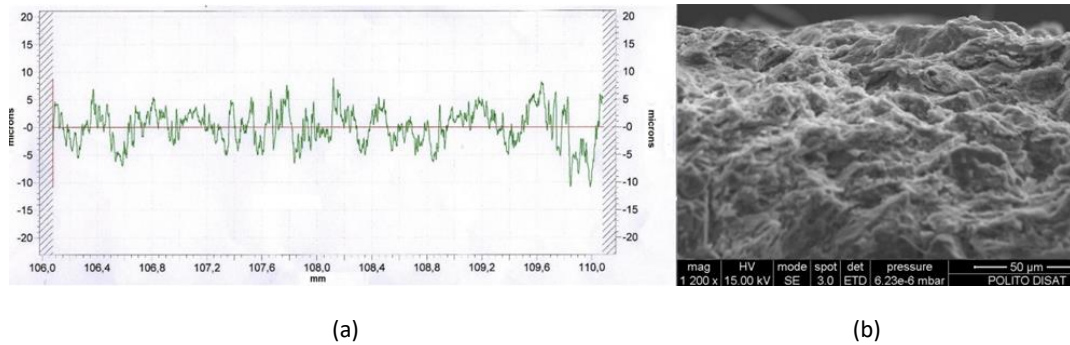 20
15
10
5
-0
-5
-10
-15
-20
microns
20
15
10
5
-0
-5
-10
-15
-20
microns
106,0 106,4 106,8 107,2 107,6 108,0 108,4 108,8 109,2 109,6 110,0
mm
mag HV mode spot det pressure 50 µm
1 200 x 15.00 kV SE 3.0 ETD 6.23e-6 mbar POLITO DISAT
(a) (b)